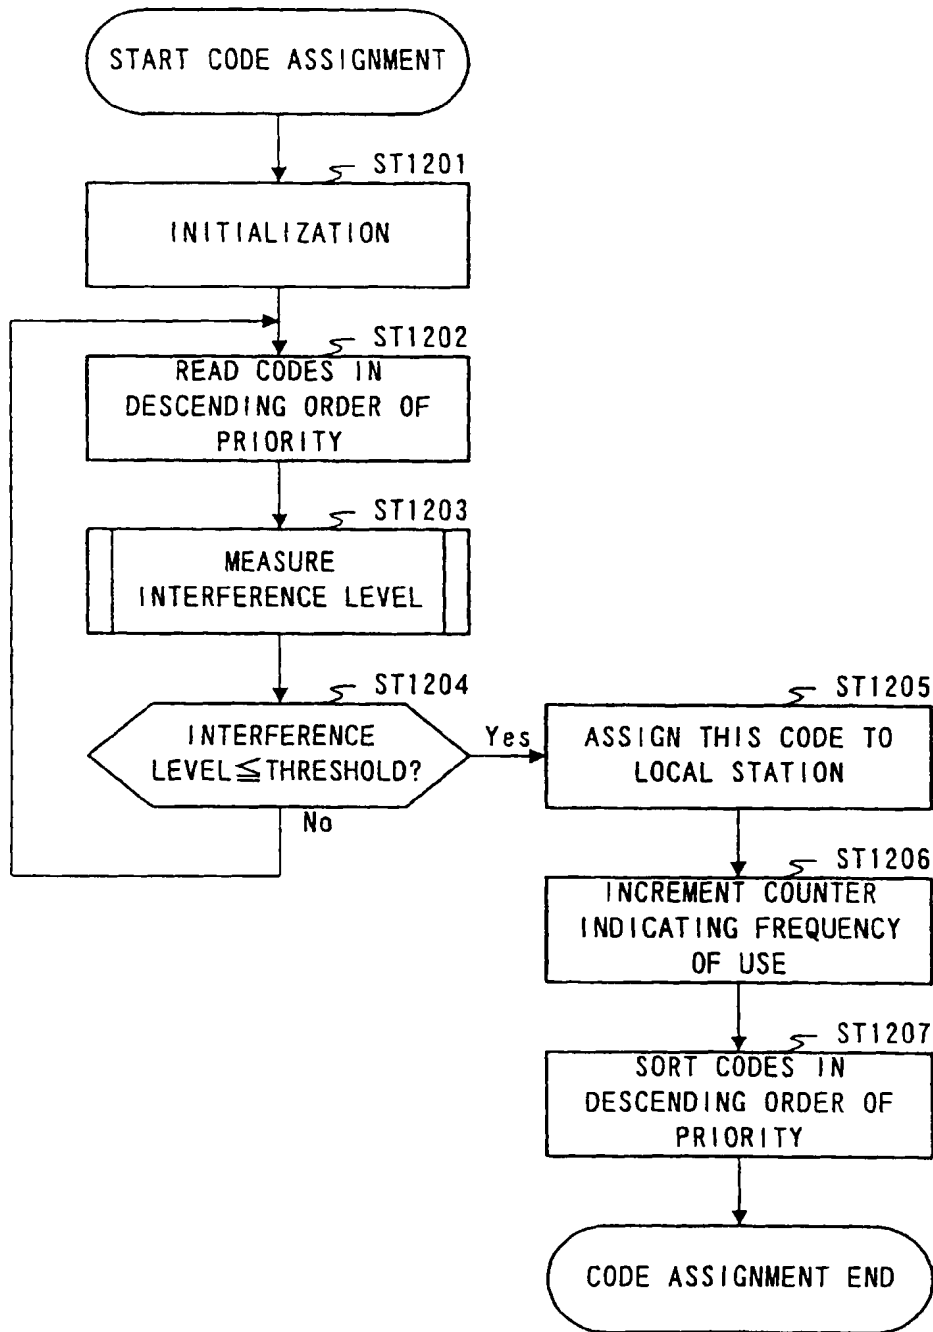 START CODE ASSIGNMENT
ST1201
INITIALIZATION
ST1202
READ CODES IN
DESCENDING ORDER OF
PRIORITY
ST1203
MEASURE
INTERFERENCE LEVEL
ST1204
INTERFERENCE
LEVEL≦THRESHOLD?
Yes
No
ST1205
ASSIGN THIS CODE TO
LOCAL STATION
ST1206
INCREMENT COUNTER
INDICATING FREQUENCY
OF USE
ST1207
SORT CODES IN
DESCENDING ORDER OF
PRIORITY
CODE ASSIGNMENT END